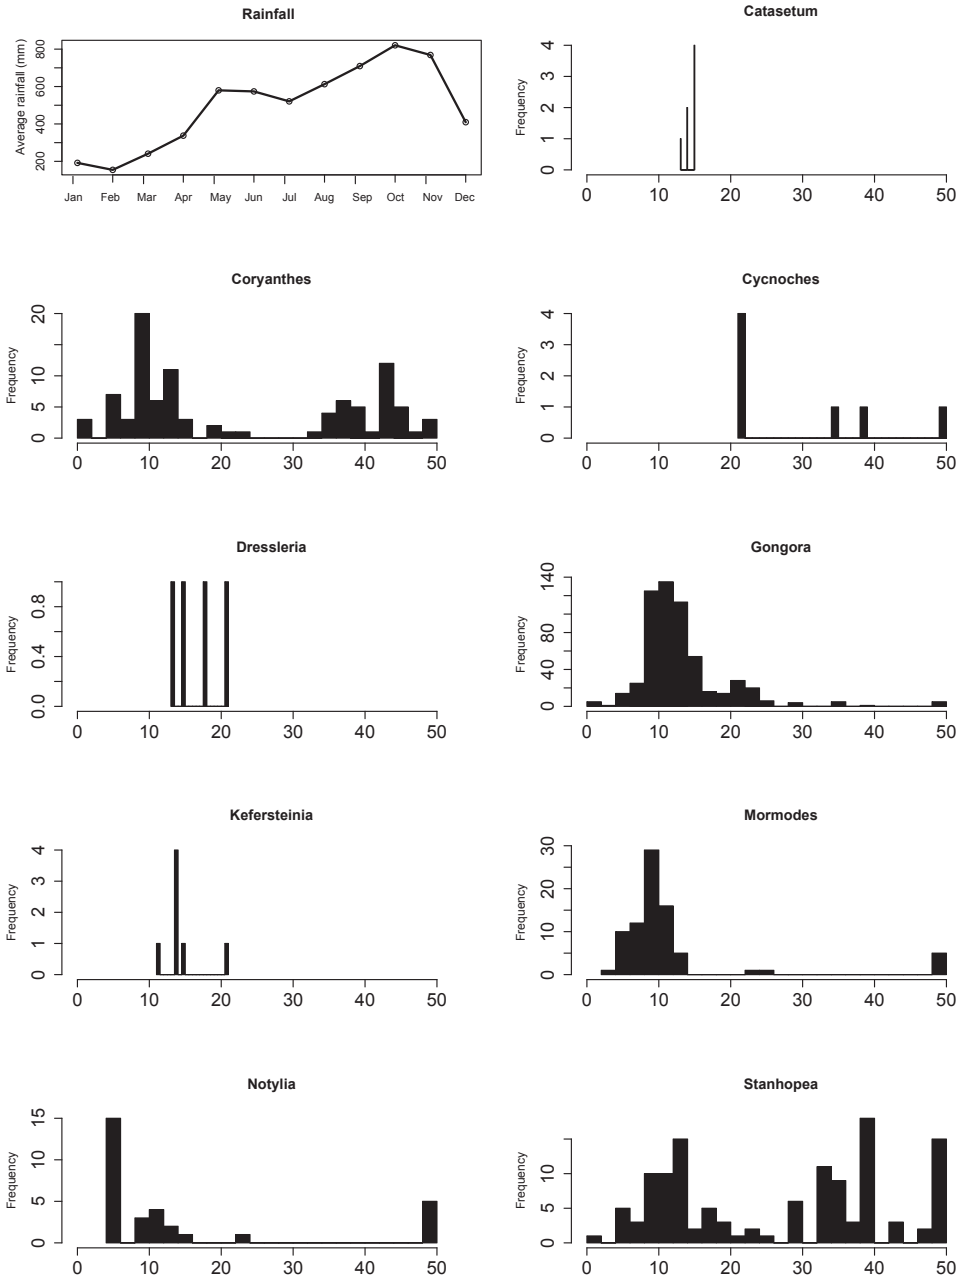 Rainfall
Average rainfall (mm)
200 400 600 800
Jan Feb Mar Apr May Jun Jul Aug Sep Oct Nov Dec
Catasetum
Frequency
0 1 2 3 4
0 10 20 30 40 50
Coryanthes
Frequency
0 5 10 20
0 10 20 30 40 50
Cycnoches
Frequency
0 1 2 3 4
0 10 20 30 40 50
Dressleria
Frequency
0.0 0.4 0.8
0 10 20 30 40 50
Gongora
Frequency
0 40 80 140
0 10 20 30 40 50
Kefersteinia
Frequency
0 1 2 3 4
0 10 20 30 40 50
Mormodes
Frequency
0 10 20 30
0 10 20 30 40 50
Notylia
Frequency
0 5 10 15
0 10 20 30 40 50
Stanhopea
Frequency
0 5 10
0 10 20 30 40 50